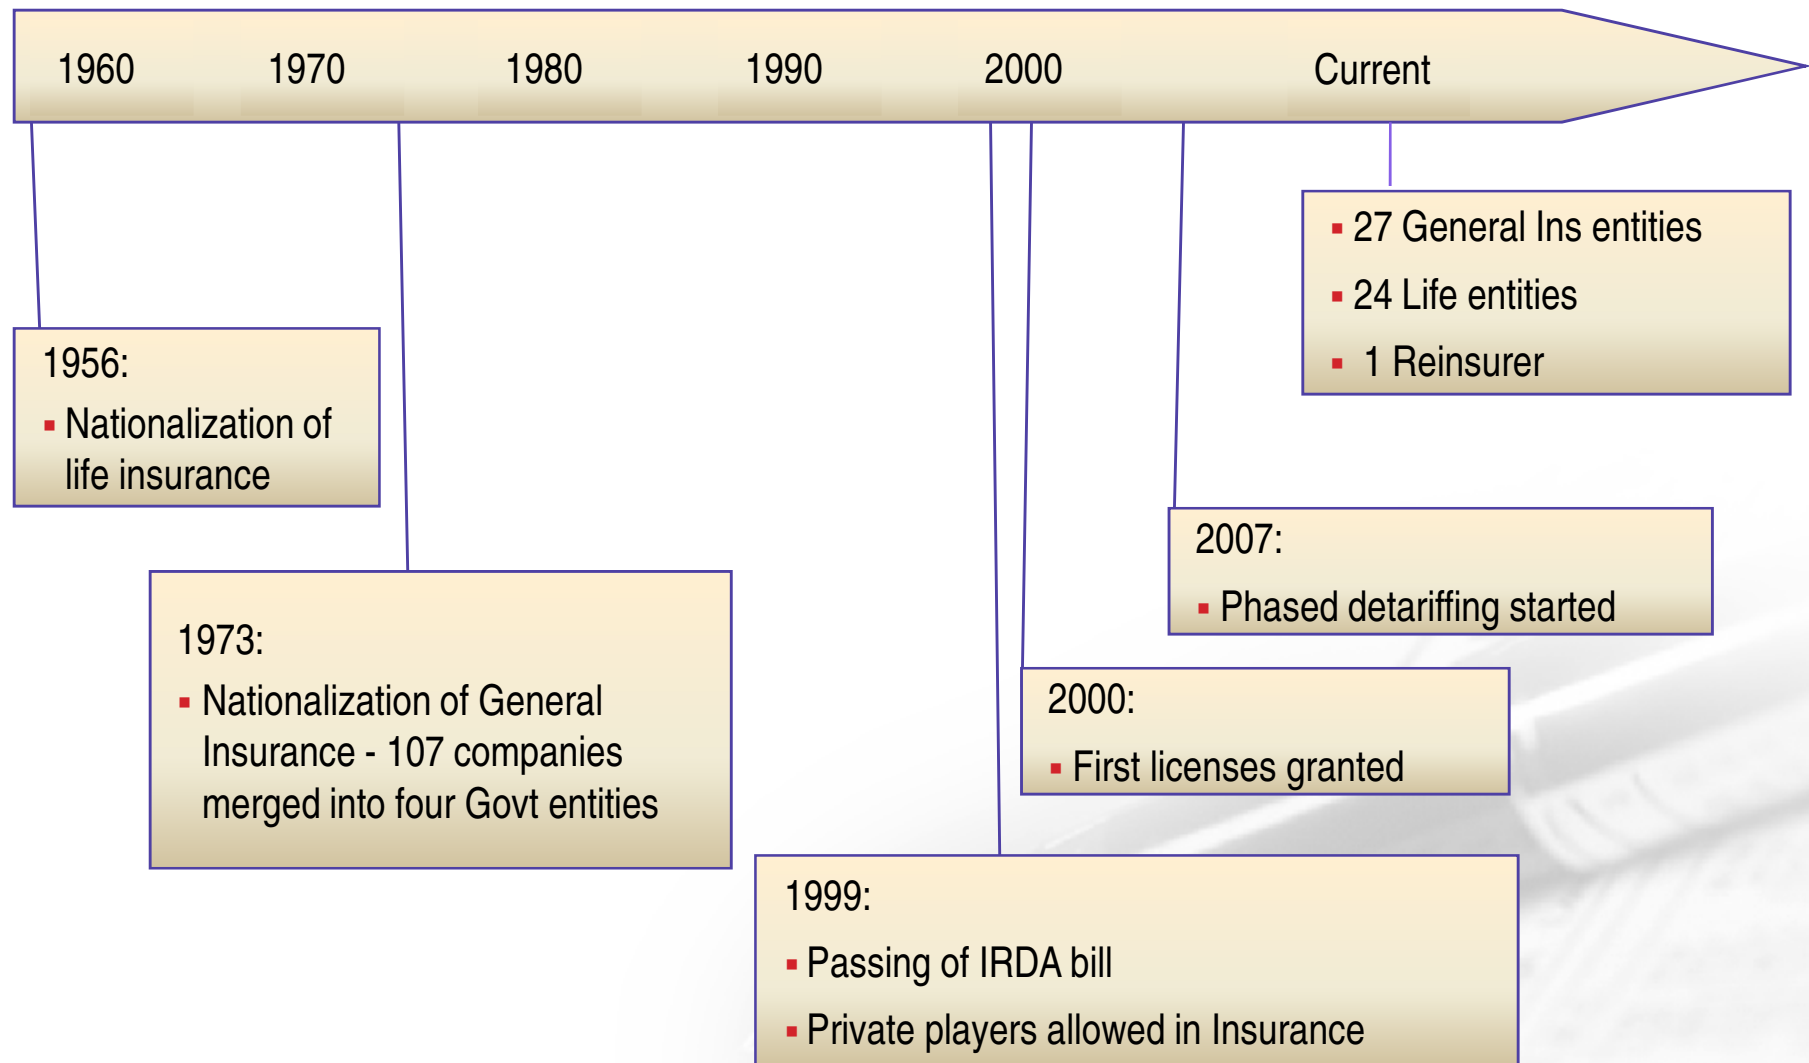 1960 1970 1980 1990 2000 Current
▪ 27 General Ins entities
▪ 24 Life entities
▪ 1 Reinsurer
1956:
▪ Nationalization of
life insurance
2007:
▪ Phased detariffing started
1973:
▪ Nationalization of General
Insurance - 107 companies
merged into four Govt entities
2000:
▪ First licenses granted
1999:
▪ Passing of IRDA bill
▪ Private players allowed in Insurance